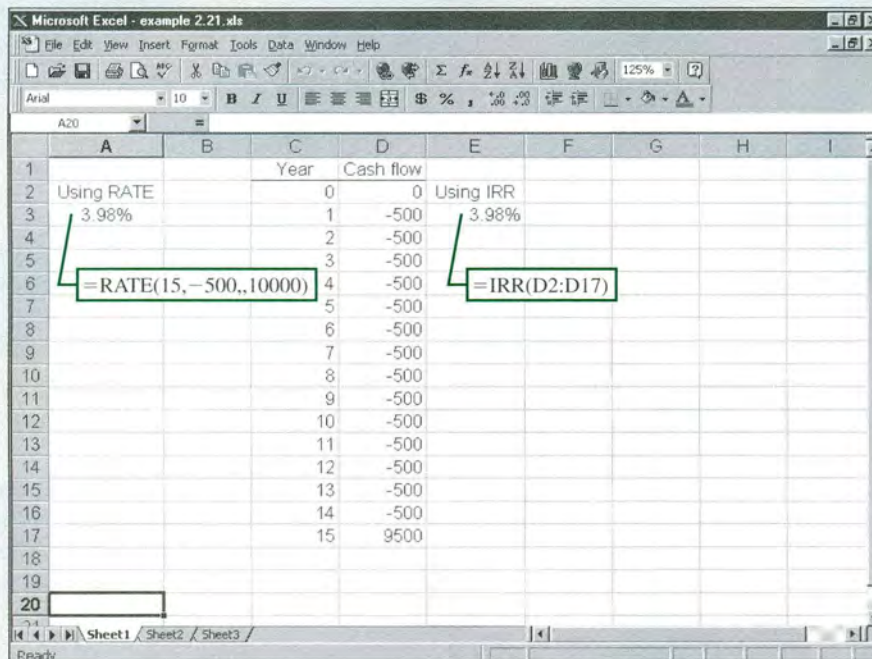 Microsoft Excel - example 2.21.xls
File Edit View Insert Format Tools Data Window Help
125%
Arial 10 B I U $ % , .00
A20 =
A B C D E F G H I
1 Year Cash flow
2 Using RATE 0 0 Using IRR
3 3.98% 1 -500 3.98%
4 2 -500
5 3 -500
6 =RATE(15,−500,,10000) 4 -500 =IRR(D2:D17)
7 5 -500
8 6 -500
9 7 -500
10 8 -500
11 9 -500
12 10 -500
13 11 -500
14 12 -500
15 13 -500
16 14 -500
17 15 9500
18
19
20
21
Sheet1 Sheet2 Sheet3
Ready